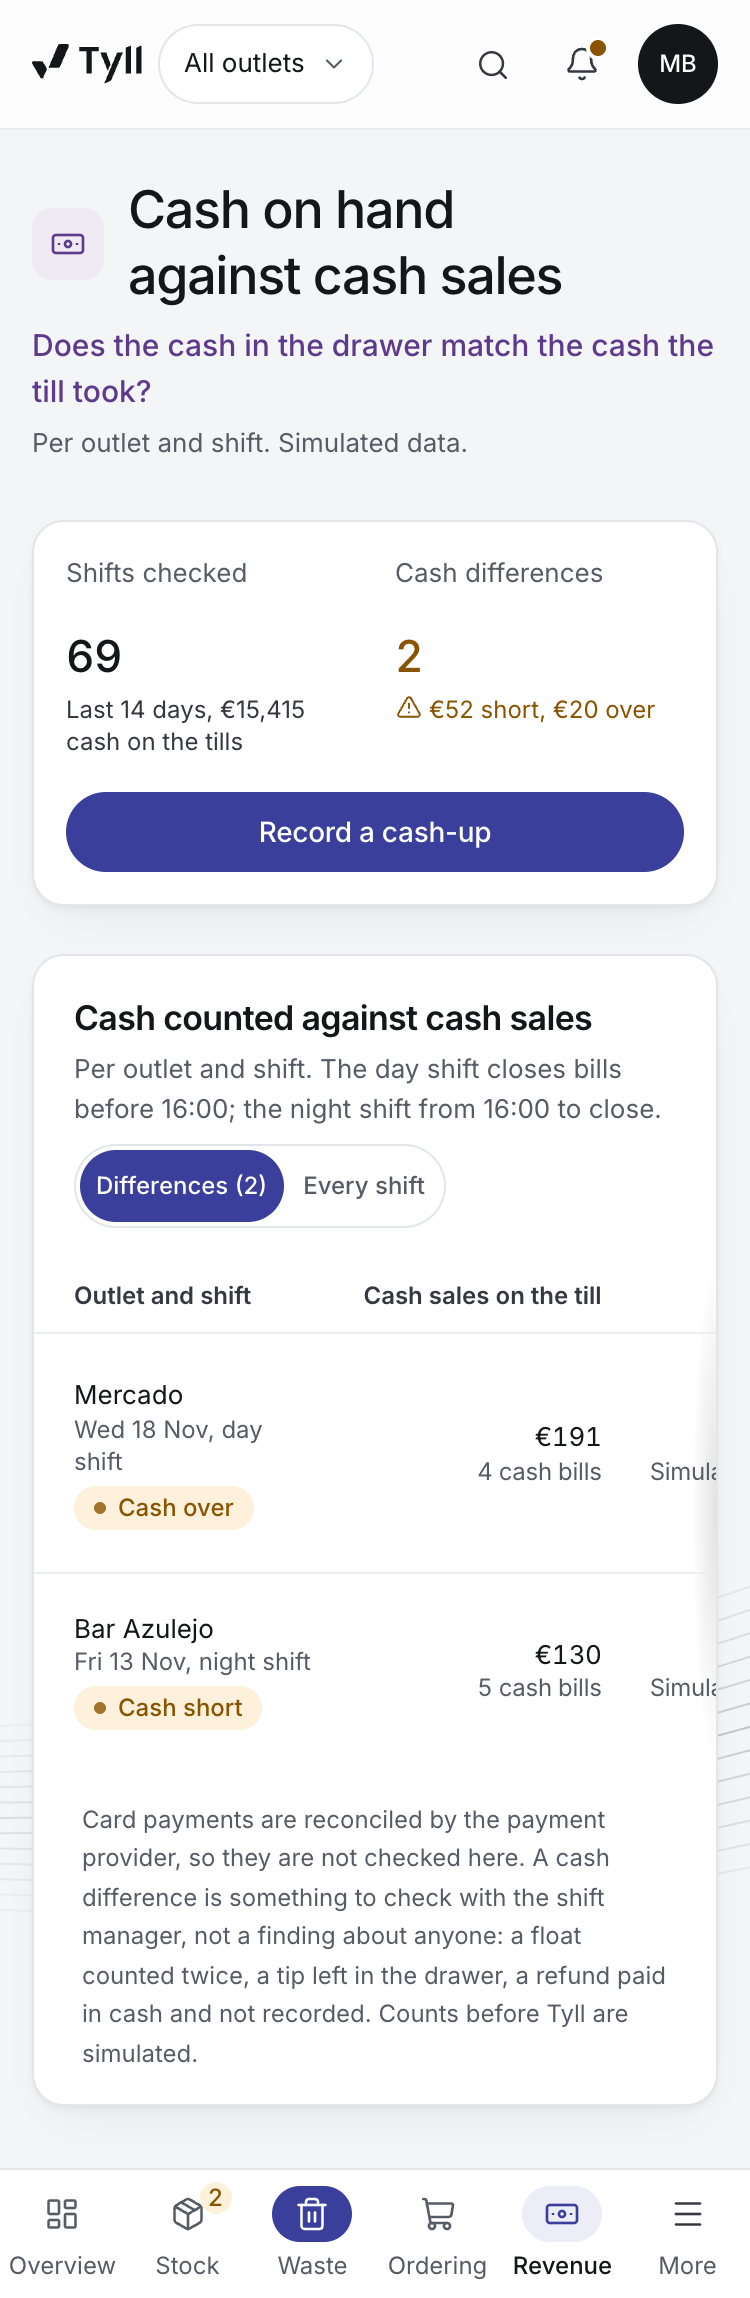 Tyll
All outlets
MB
Cash on hand
against cash sales
Does the cash in the drawer match the cash the
till took?
Per outlet and shift. Simulated data.
Shifts checked
69
Last 14 days, €15,415
cash on the tills
Cash differences
2
€52 short, €20 over
Record a cash-up
Cash counted against cash sales
Per outlet and shift. The day shift closes bills
before 16:00; the night shift from 16:00 to close.
Differences (2)
Every shift
Outlet and shift
Cash sales on the till
Mercado
Wed 18 Nov, day
shift
Cash over
€191
4 cash bills
Bar Azulejo
Fri 13 Nov, night shift
Cash short
€130
5 cash bills
Card payments are reconciled by the payment
provider, so they are not checked here. A cash
difference is something to check with the shift
manager, not a finding about anyone: a float
counted twice, a tip left in the drawer, a refund paid
in cash and not recorded. Counts before Tyll are
simulated.
2
Overview
Stock
Waste
Ordering
Revenue
More